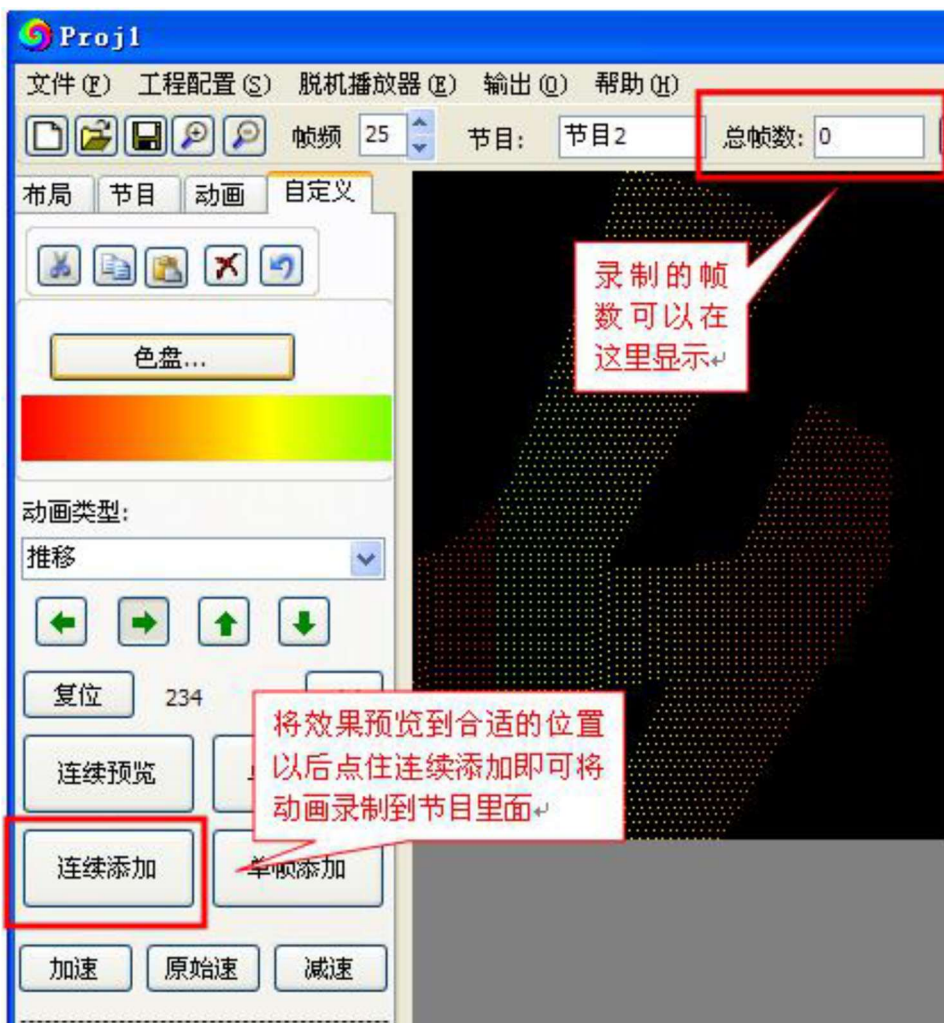 Proj1
文件(F) 工程配置(S) 脱机播放器(E) 输出(O) 帮助(H)
帧频 25 节目: 节目2 总帧数: 0
布局 节目 动画 自定义
录制的帧
数可以在
这里显示↵
色盘...
动画类型:
推移
复位 234
将效果预览到合适的位置
以后点住连续添加即可将
动画录制到节目里面↵
连续预览
连续添加 单帧添加
加速 原始速 减速